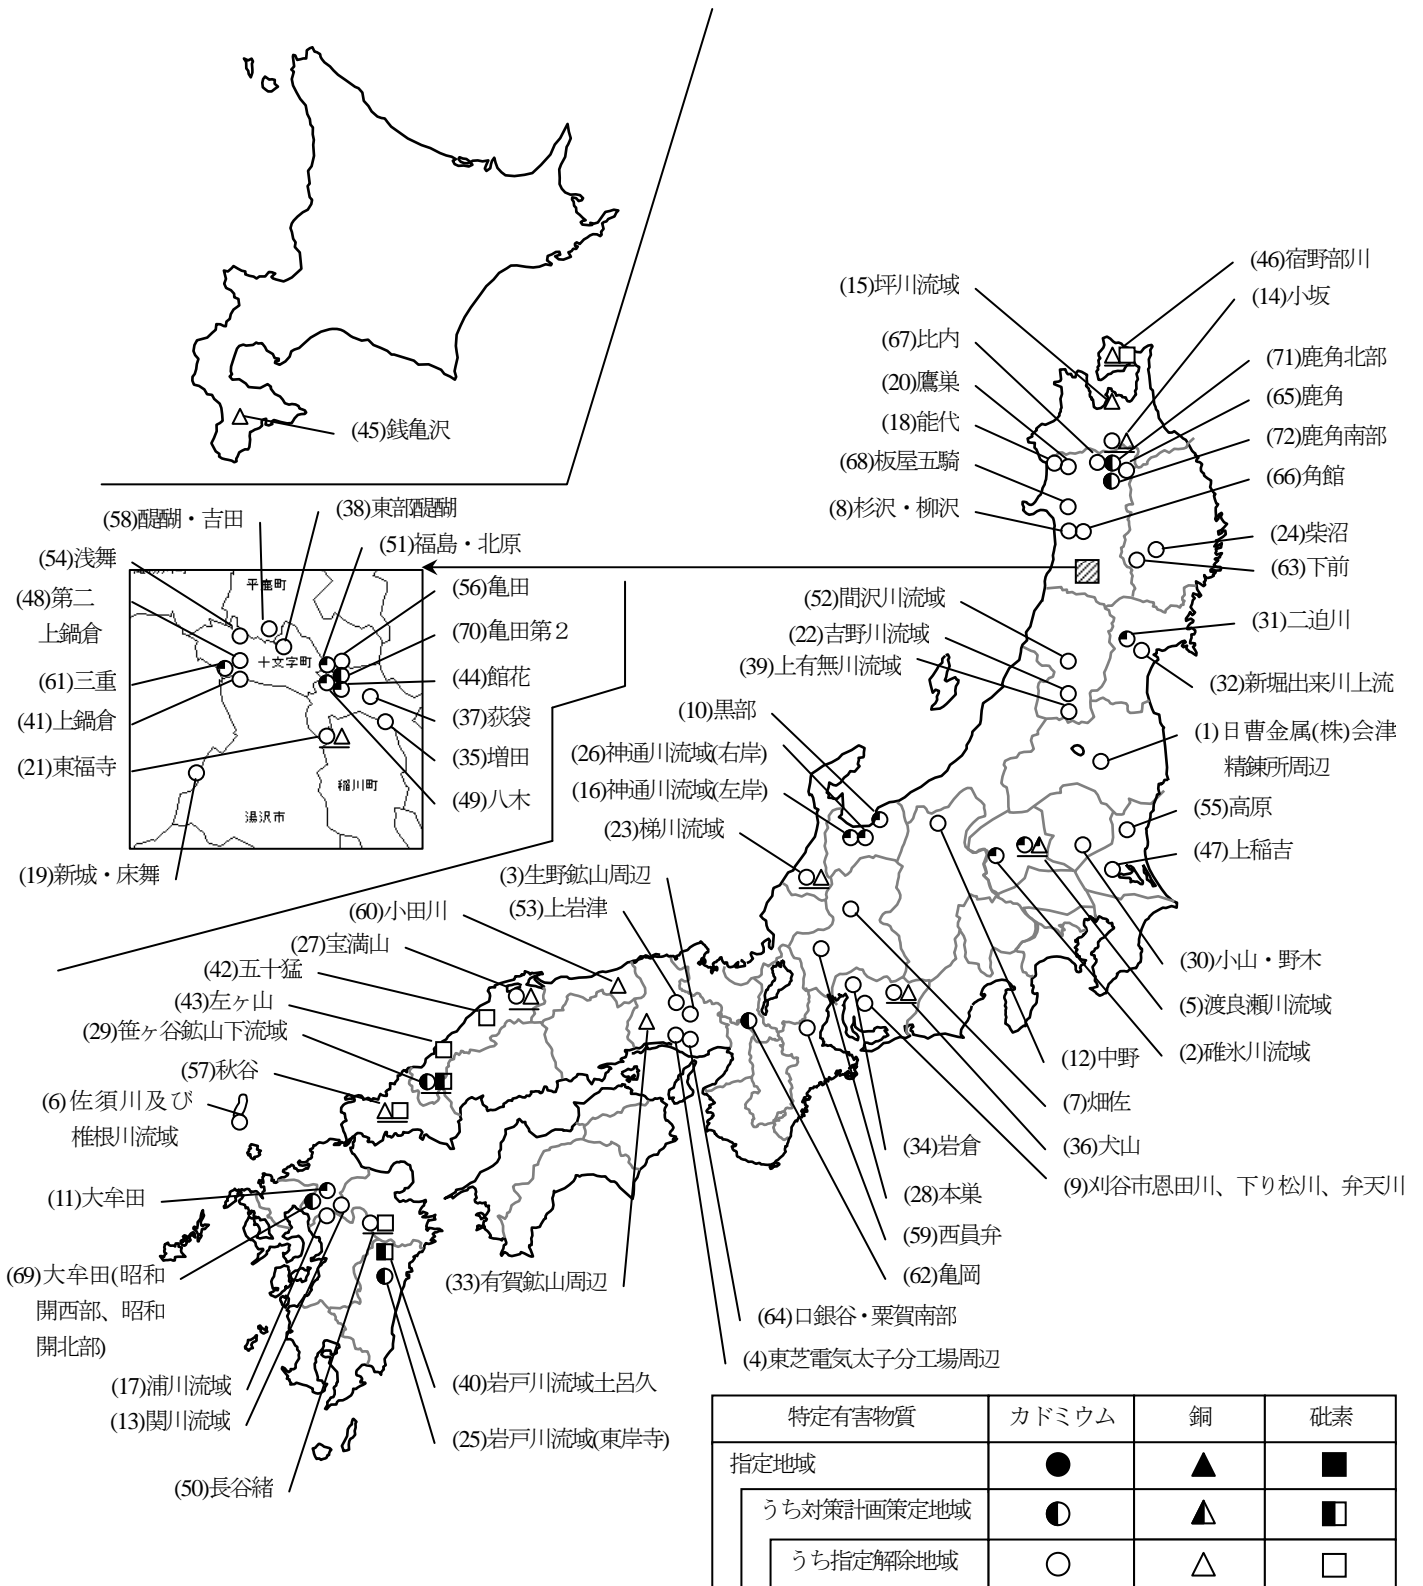 (46)宿野部川
(15)坪川流域
(14)小坂
(67)比内
(71)鹿角北部
(20)鷹巣
(65)鹿角
(18)能代
(72)鹿角南部
(45)銭亀沢
(68)板屋五騎
(66)角館
(8)杉沢・柳沢
(38)東部醍醐
(58)醍醐・吉田
(51)福島・北原
(24)柴沼
(54)浅舞
(63)下前
平鹿町
(56)亀田
(48)第二
上鍋倉
(52)間沢川流域
(31)二迫川
(70)亀田第2
(22)吉野川流域
十文字町
(39)上有無川流域
(61)三重
(44)館花
(32)新堀出来川上流
(41)上鍋倉
(37)荻袋
(10)黒部
(1)日曹金属(株)会津
精錬所周辺
(26)神通川流域(右岸)
(21)東福寺
(35)増田
稲川町
(16)神通川流域(左岸)
(49)八木
湯沢市
(55)高原
(23)梯川流域
(47)上稲吉
(19)新城・床舞
(3)生野鉱山周辺
(60)小田川
(53)上岩津
(27)宝満山
(30)小山・野木
(42)五十猛
(43)左ヶ山
(5)渡良瀬川流域
(29)笹ヶ谷鉱山下流域
(12)中野
(2)碓氷川流域
(57)秋谷
(6)佐須川及び
椎根川流域
(7)畑佐
(34)岩倉
(36)犬山
(11)大牟田
(28)本巣
(9)刈谷市恩田川、下り松川、弁天川
(59)西員弁
(69)大牟田(昭和
開西部、昭和
開北部)
(33)有賀鉱山周辺
(62)亀岡
(64)口銀谷・粟賀南部
(4)東芝電気太子分工場周辺
(17)浦川流域
(40)岩戸川流域土呂久
(13)関川流域
(25)岩戸川流域(東岸寺)
(50)長谷緒
特定有害物質 カドミウム 銅 砒素
指定地域
うち対策計画策定地域
うち指定解除地域